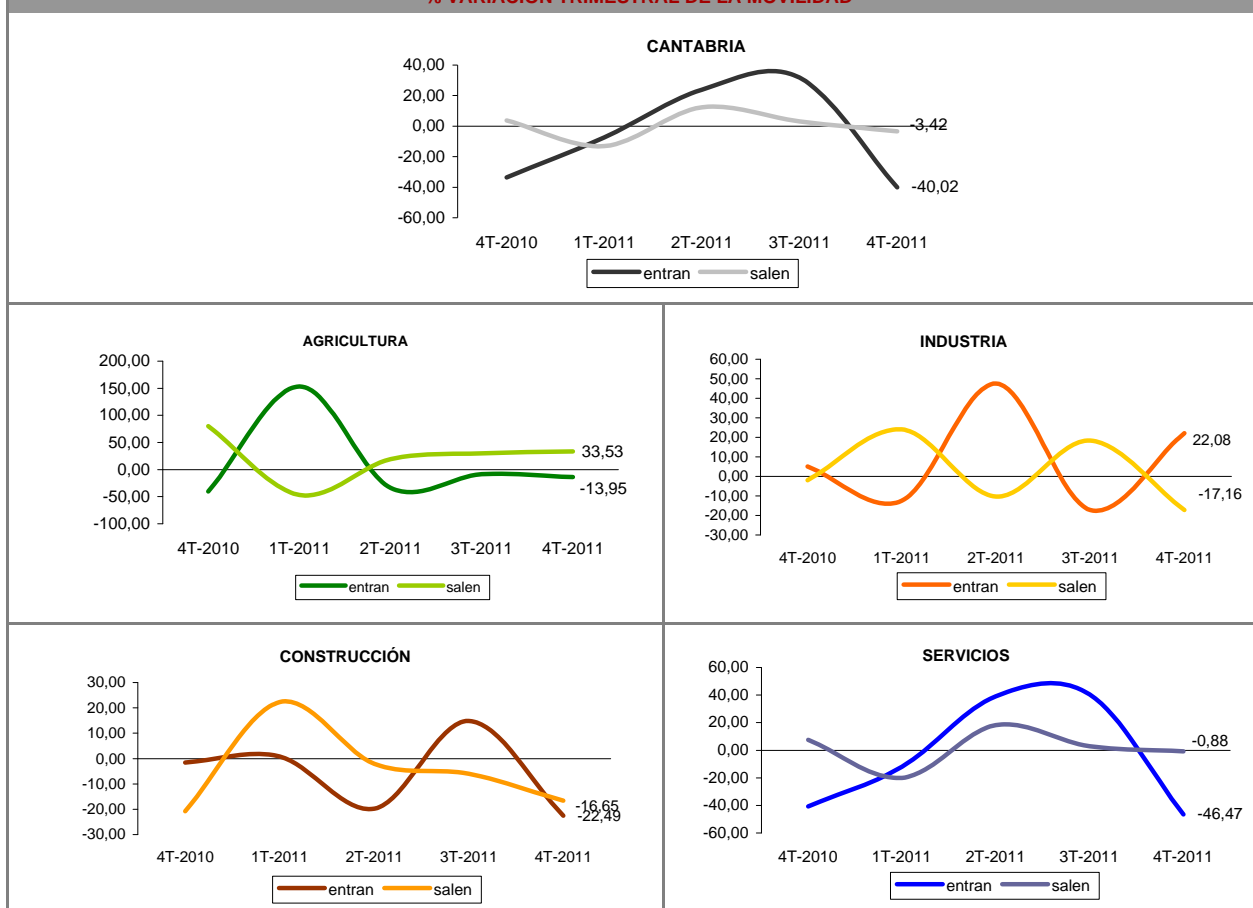 % VARIACIÓN TRIMESTRAL DE LA MOVILIDAD
CANTABRIA
40,00
20,00
0,00
-20,00
-40,00
-60,00
-3,42
-40,02
4T-2010 1T-2011 2T-2011 3T-2011 4T-2011
entran salen
AGRICULTURA
200,00
150,00
100,00
50,00
0,00
-50,00
-100,00
33,53
-13,95
4T-2010 1T-2011 2T-2011 3T-2011 4T-2011
entran salen
INDUSTRIA
60,00
50,00
40,00
30,00
20,00
10,00
0,00
-10,00
-20,00
-30,00
22,08
-17,16
4T-2010 1T-2011 2T-2011 3T-2011 4T-2011
entran salen
CONSTRUCCIÓN
30,00
20,00
10,00
0,00
-10,00
-20,00
-30,00
-16,65
-22,49
4T-2010 1T-2011 2T-2011 3T-2011 4T-2011
entran salen
SERVICIOS
60,00
40,00
20,00
0,00
-20,00
-40,00
-60,00
-0,88
-46,47
4T-2010 1T-2011 2T-2011 3T-2011 4T-2011
entran salen